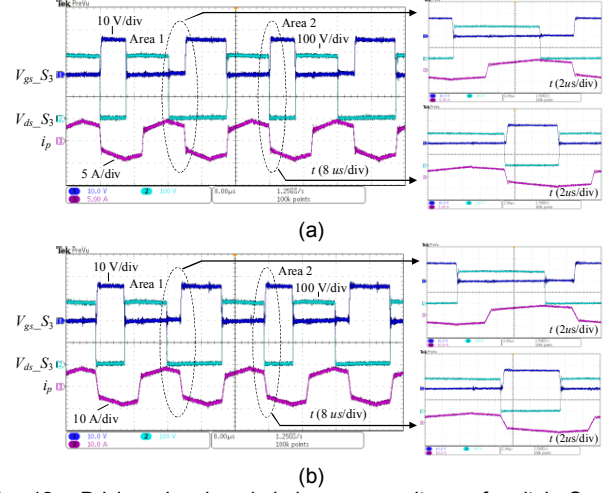 Tek PreVu
10 V/div
Area 1
Area 2
100 V/div
Vgs_S3
Vds_S3
ip
5 A/div
t (8 us/div)
10.0 V
100 V
5.00 A
8.00μs
1.25GS/s
100k points
t (2us/div)
t (2us/div)
(a)
Tek PreVu
10 V/div
Area 1
Area 2
100 V/div
Vgs_S3
Vds_S3
ip
10 A/div
t (8 us/div)
10.0 V
100 V
10.0 A
8.00μs
1.25GS/s
100k points
t (2us/div)
t (2us/div)
(b)